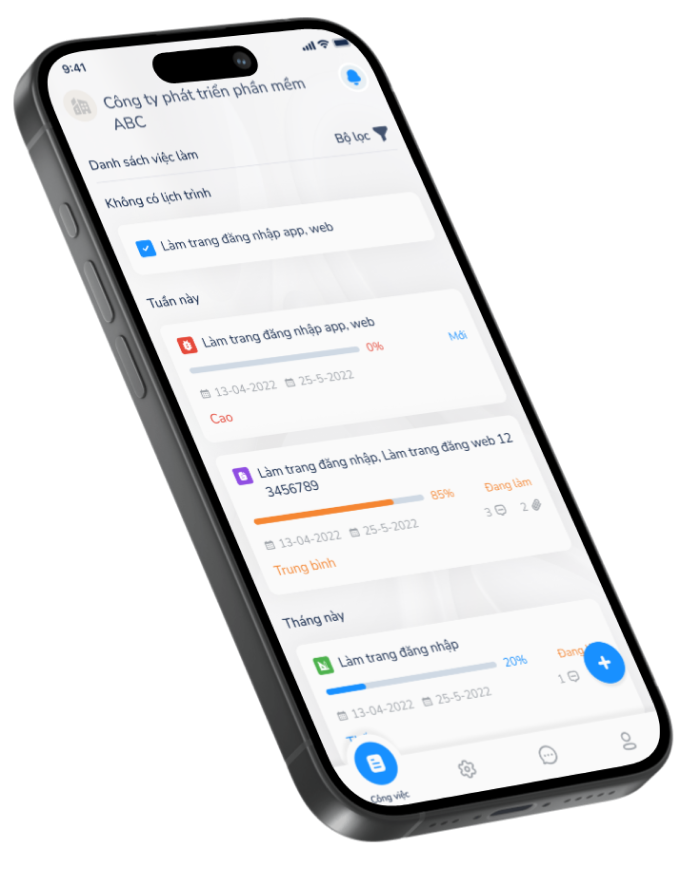 9:41
Công ty phát triển phần mềm
ABC
Danh sách việc làm
Bộ lọc
Không có lịch trình
Làm trang đăng nhập app, web
Tuần này
Làm trang đăng nhập app, web
0%
Mới
13-04-2022 25-5-2022
Cao
Làm trang đăng nhập, Làm trang đăng web 12
3456789
85%
Đang làm
13-04-2022 25-5-2022
3 2
Trung bình
Tháng này
Làm trang đăng nhập
20%
Đang
13-04-2022 25-5-2022
1
Công việc